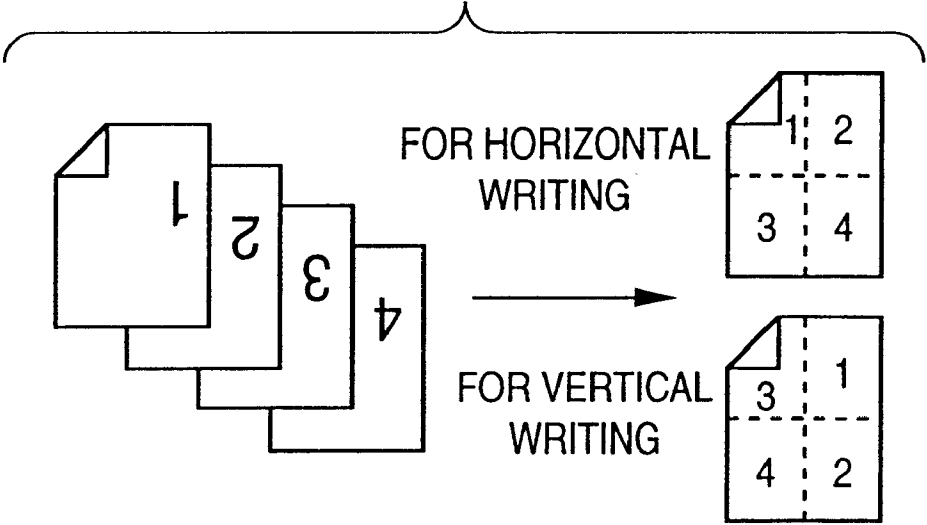 1
2
3
4
FOR HORIZONTAL
WRITING
1 2
3 4
FOR VERTICAL
WRITING
3 1
4 2